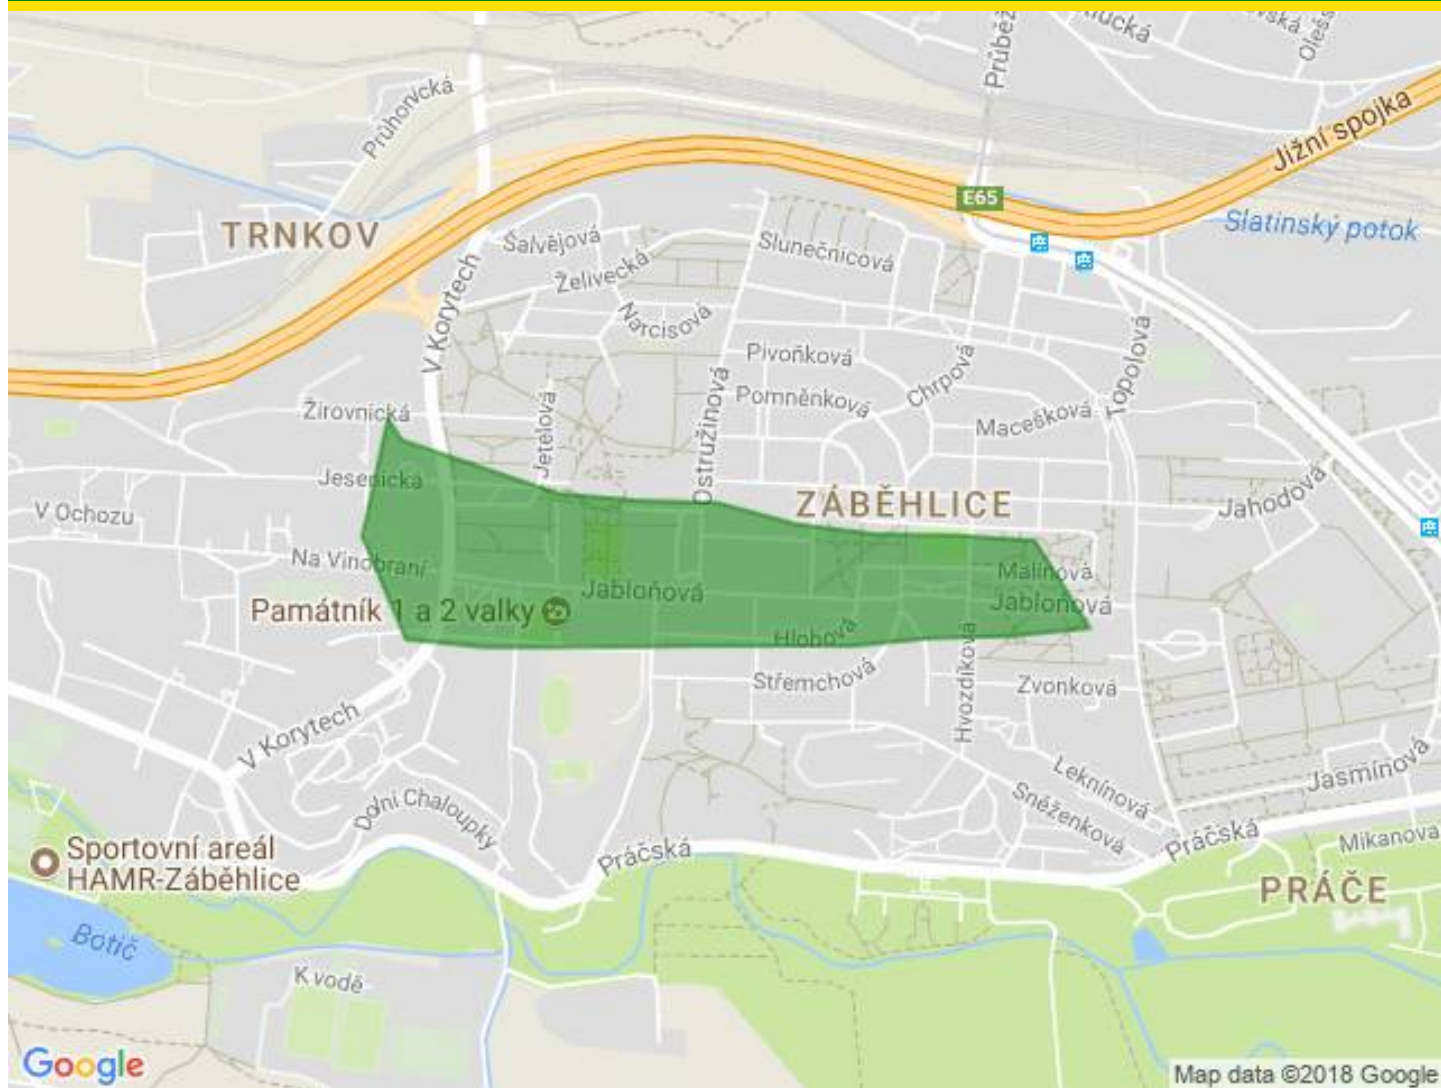 Průhonická
Jižní spojka
E65
Slatinský potok
TRNKOV
Šalvějová
Slunečnicová
Želivecká
V Korytech
Narcisová
Pivoňková
Topolová
Chrpová
Pomněnková
Ostružinová
Žirovnická
Macešková
Jetelová
Jesenická
ZÁBĚHLICE
Jahodová
V Ochozu
Na Vinobraní
Malinová
Jabloňová
Jabloňová
Památník 1 a 2 valky
Hlohová
Střemchová
Hvozdíková
Zvonková
V Korytech
Leknínová
Jasmínová
Sněženková
Dolní Chaloupky
Práčská
Práčská
Mikanova
Sportovní areál
HAMR-Záběhlice
PRÁČE
Botič
K vodě
Google
Map data ©2018 Google